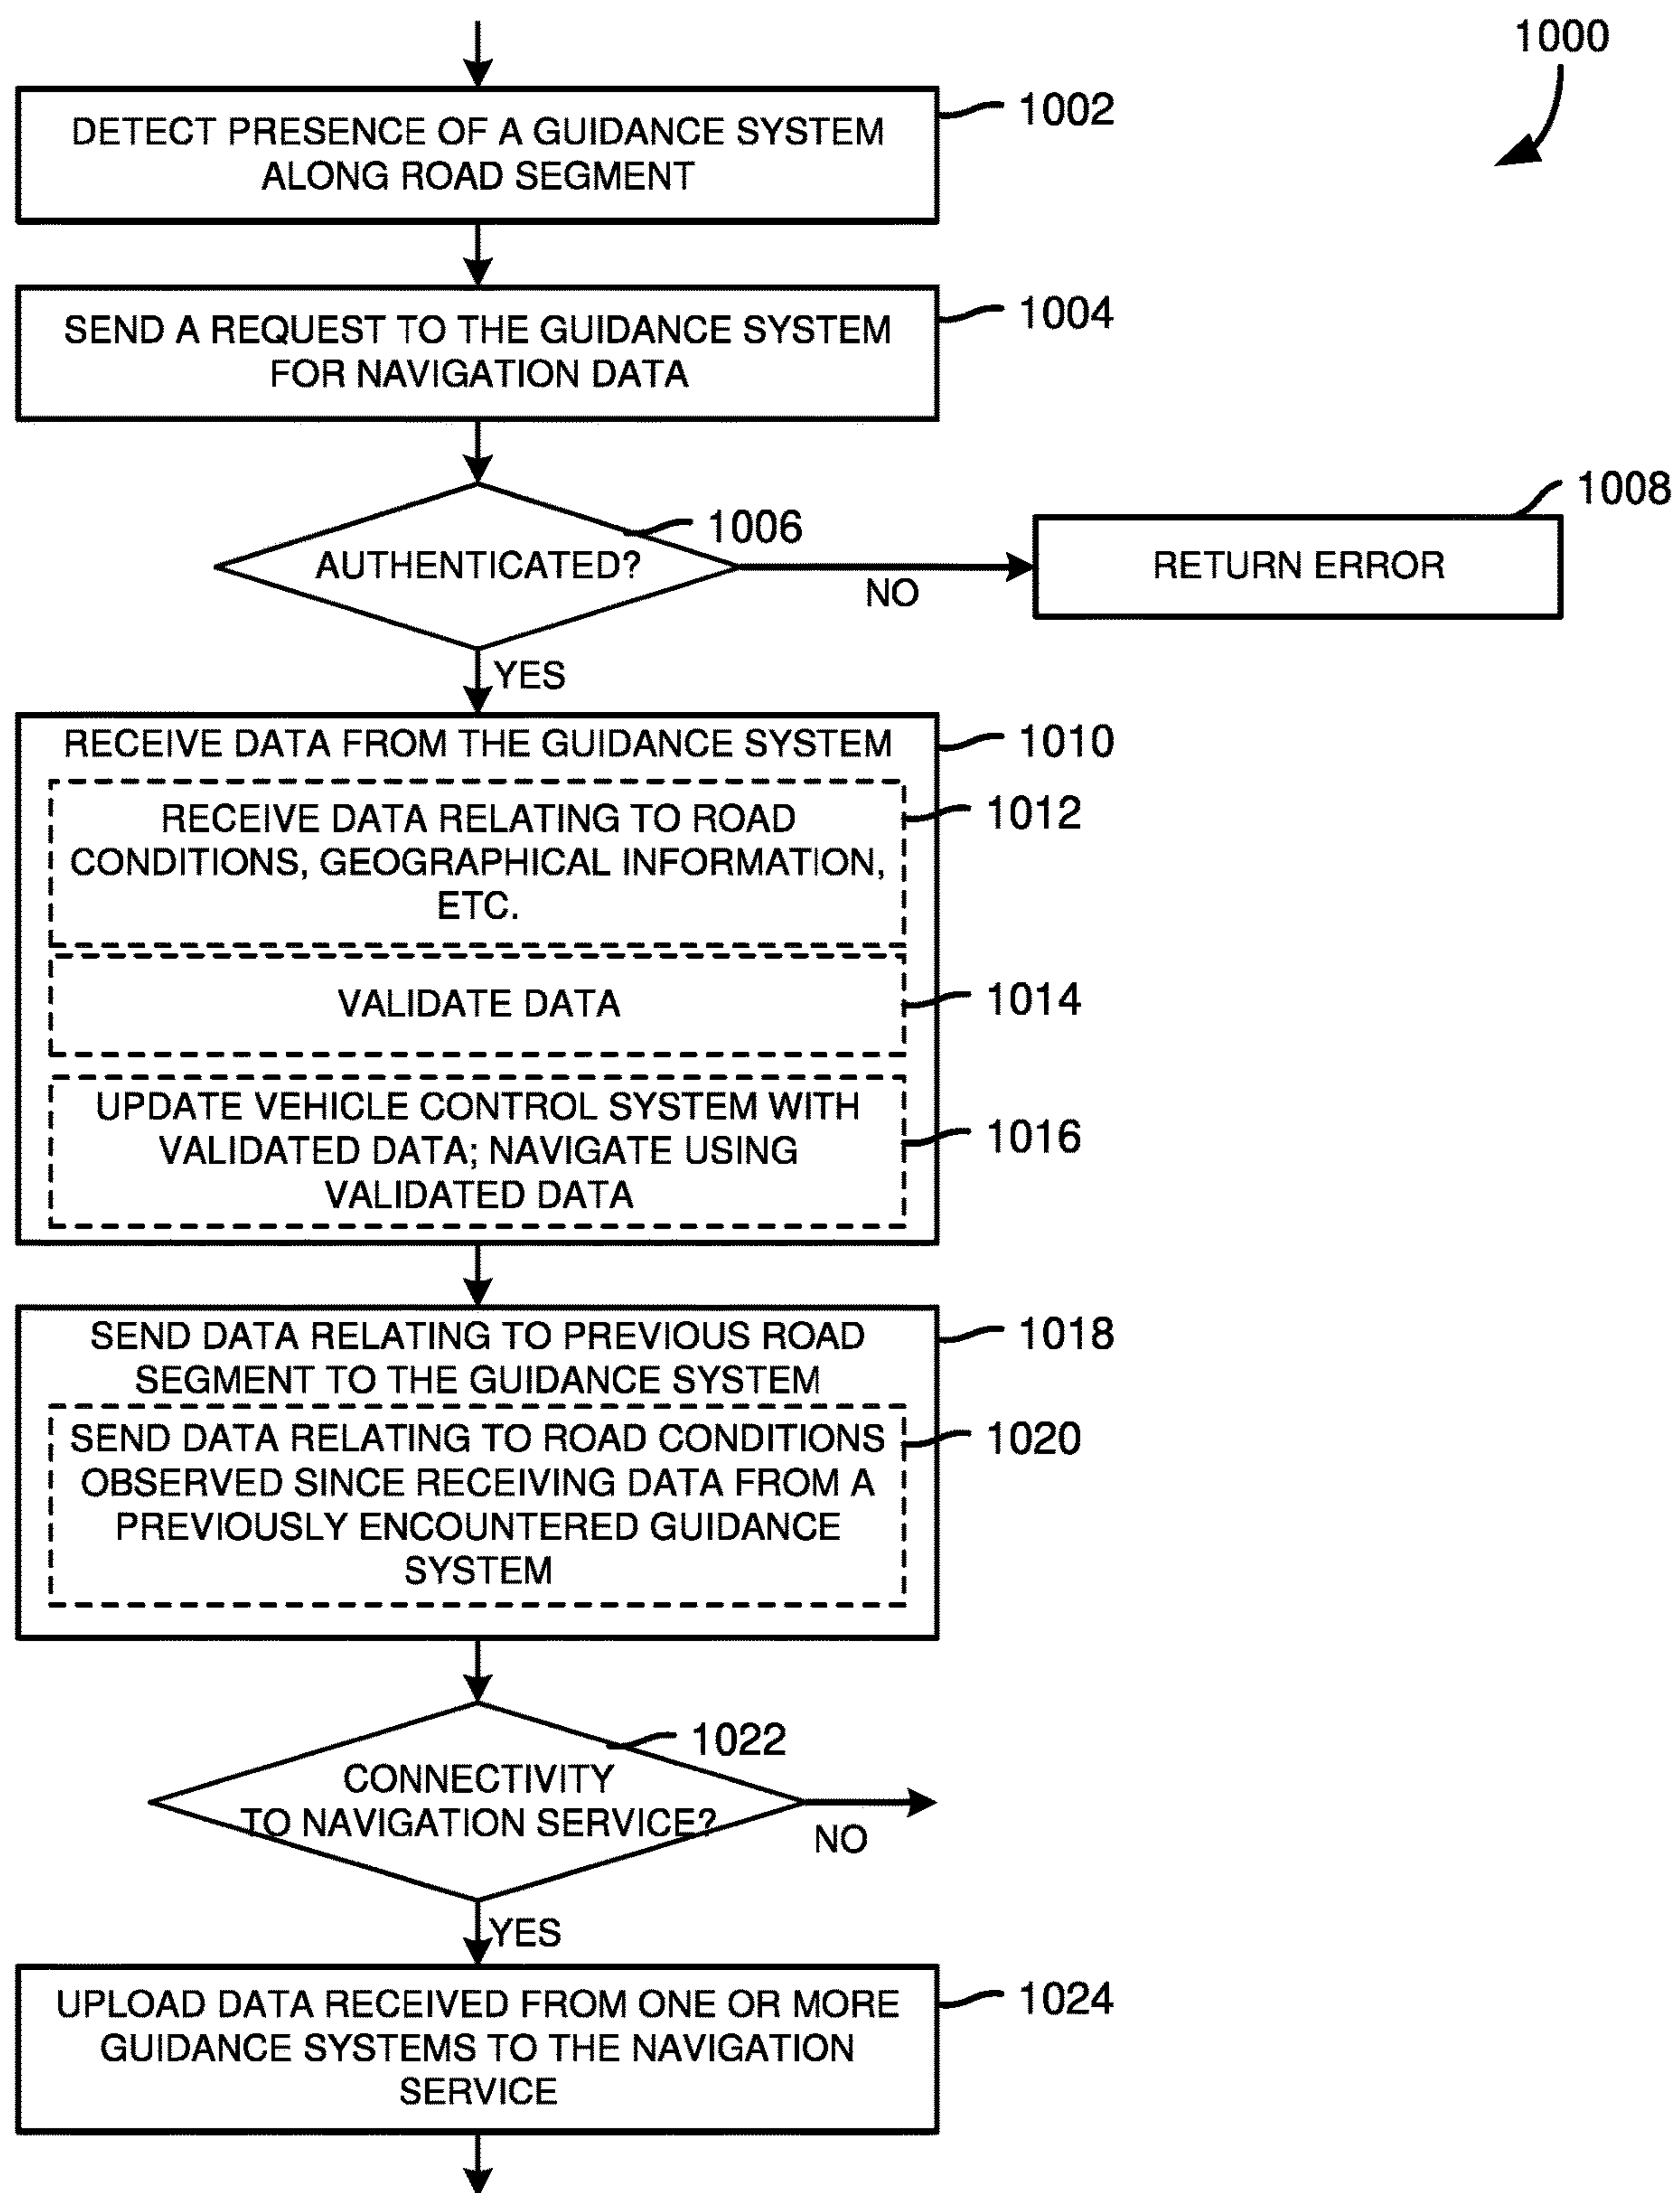 1000
DETECT PRESENCE OF A GUIDANCE SYSTEM
ALONG ROAD SEGMENT
1002
SEND A REQUEST TO THE GUIDANCE SYSTEM
FOR NAVIGATION DATA
1004
AUTHENTICATED?
1006
NO
RETURN ERROR
1008
YES
RECEIVE DATA FROM THE GUIDANCE SYSTEM
1010
RECEIVE DATA RELATING TO ROAD
CONDITIONS, GEOGRAPHICAL INFORMATION,
ETC.
1012
VALIDATE DATA
1014
UPDATE VEHICLE CONTROL SYSTEM WITH
VALIDATED DATA; NAVIGATE USING
VALIDATED DATA
1016
SEND DATA RELATING TO PREVIOUS ROAD
SEGMENT TO THE GUIDANCE SYSTEM
1018
SEND DATA RELATING TO ROAD CONDITIONS
OBSERVED SINCE RECEIVING DATA FROM A
PREVIOUSLY ENCOUNTERED GUIDANCE
SYSTEM
1020
CONNECTIVITY
TO NAVIGATION SERVICE?
1022
NO
YES
UPLOAD DATA RECEIVED FROM ONE OR MORE
GUIDANCE SYSTEMS TO THE NAVIGATION
SERVICE
1024